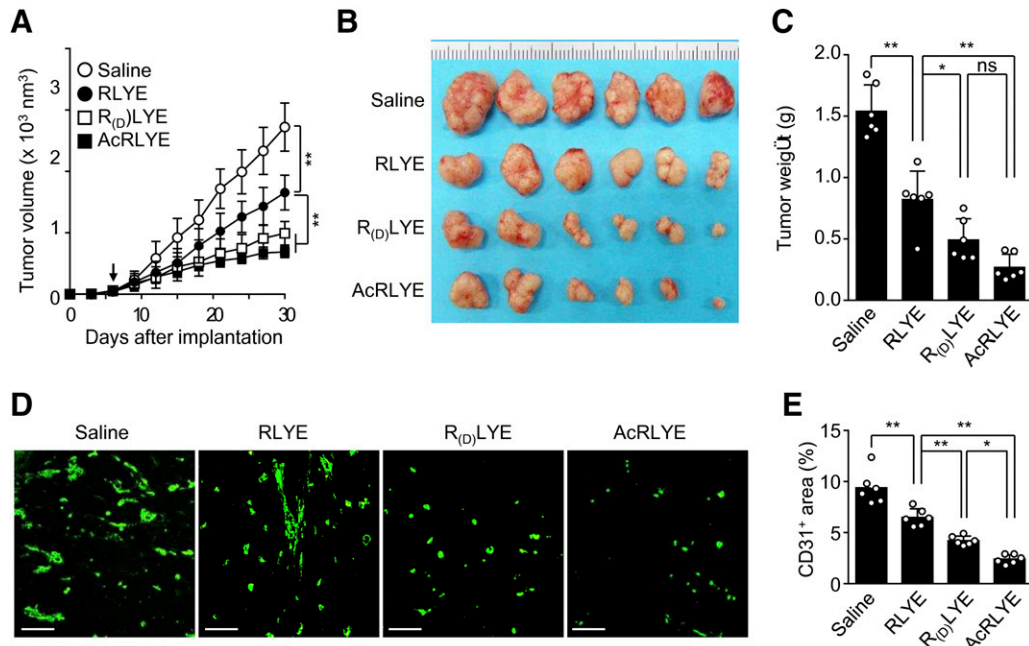 A
Tumor volume (x 10³ nm³)
3
2
1
0
0
10
20
30
Days after implantation
Saline
RLYE
R(D)LYE
AcRLYE
**
**
B
Saline
RLYE
R(D)LYE
AcRLYE
C
Tumor weigÜt (g)
2.0
1.5
1.0
0.5
0.0
** **
* ns
Saline
RLYE
R(D)LYE
AcRLYE
D
Saline
RLYE
R(D)LYE
AcRLYE
E
CD31⁺ area (%)
15
10
5
0
** **
** *
Saline
RLYE
R(D)LYE
AcRLYE